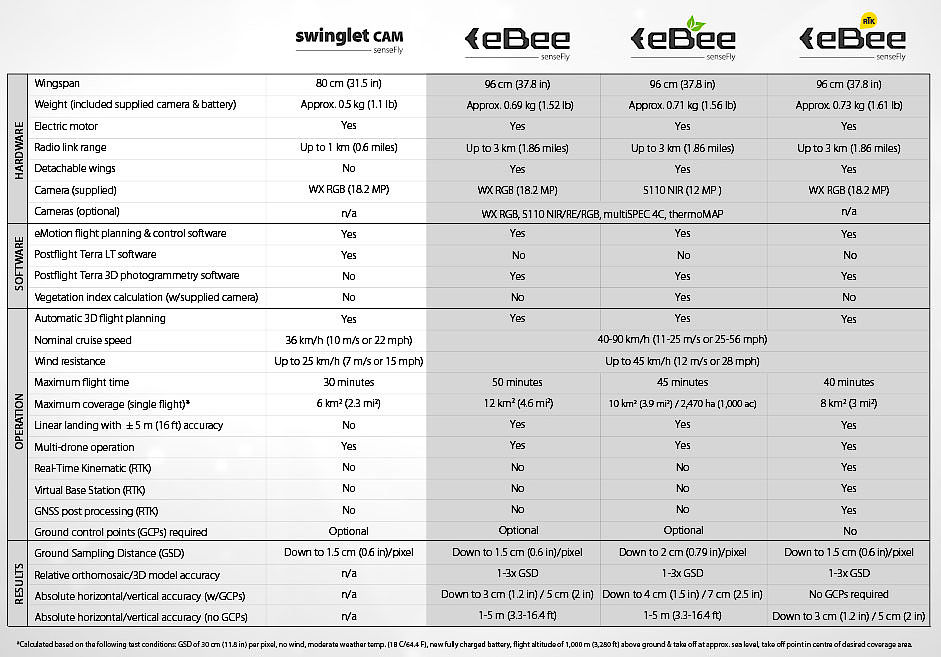 swinglet CAM eBee eBee RTK eBee
senseFly senseFly senseFly senseFly
HARDWARE
Wingspan 80 cm (31.5 in) 96 cm (37.8 in) 96 cm (37.8 in) 96 cm (37.8 in)
Weight (included supplied camera & battery) Approx. 0.5 kg (1.1 lb) Approx. 0.69 kg (1.52 lb) Approx. 0.71 kg (1.56 lb) Approx. 0.73 kg (1.61 lb)
Electric motor Yes Yes Yes Yes
Radio link range Up to 1 km (0.6 miles) Up to 3 km (1.86 miles) Up to 3 km (1.86 miles) Up to 3 km (1.86 miles)
Detachable wings No Yes Yes Yes
Camera (supplied) WX RGB (18.2 MP) WX RGB (18.2 MP) S110 NIR (12 MP ) WX RGB (18.2 MP)
Cameras (optional) n/a WX RGB, S110 NIR/RE/RGB, multiSPEC 4C, thermoMAP n/a
SOFTWARE
eMotion flight planning & control software Yes Yes Yes Yes
Postflight Terra LT software Yes No No No
Postflight Terra 3D photogrammetry software No Yes Yes Yes
Vegetation index calculation (w/supplied camera) No No Yes No
OPERATION
Automatic 3D flight planning Yes Yes Yes Yes
Nominal cruise speed 36 km/h (10 m/s or 22 mph) 40-90 km/h (11-25 m/s or 25-56 mph)
Wind resistance Up to 25 km/h (7 m/s or 15 mph) Up to 45 km/h (12 m/s or 28 mph)
Maximum flight time 30 minutes 50 minutes 45 minutes 40 minutes
Maximum coverage (single flight)* 6 km² (2.3 mi²) 12 km² (4.6 mi²) 10 km² (3.9 mi²) / 2,470 ha (1,000 ac) 8 km² (3 mi²)
Linear landing with ± 5 m (16 ft) accuracy No Yes Yes Yes
Multi-drone operation Yes Yes Yes Yes
Real-Time Kinematic (RTK) No No No Yes
Virtual Base Station (RTK) No No No Yes
GNSS post processing (RTK) No No No Yes
Ground control points (GCPs) required Optional Optional Optional No
RESULTS
Ground Sampling Distance (GSD) Down to 1.5 cm (0.6 in)/pixel Down to 1.5 cm (0.6 in)/pixel Down to 2 cm (0.79 in)/pixel Down to 1.5 cm (0.6 in)/pixel
Relative orthomosaic/3D model accuracy n/a 1-3x GSD 1-3x GSD 1-3x GSD
Absolute horizontal/vertical accuracy (w/GCPs) n/a Down to 3 cm (1.2 in) / 5 cm (2 in) Down to 4 cm (1.5 in) / 7 cm (2.5 in) No GCPs required
Absolute horizontal/vertical accuracy (no GCPs) n/a 1-5 m (3.3-16.4 ft) 1-5 m (3.3-16.4 ft) Down to 3 cm (1.2 in) / 5 cm (2 in)
*Calculated based on the following test conditions: GSD of 30 cm (11.8 in) per pixel, no wind, moderate weather temp. (18 C/64.4 F), new fully charged battery, flight altitude of 1,000 m (3,280 ft) above ground & take off at approx. sea level, take off point in centre of desired coverage area.